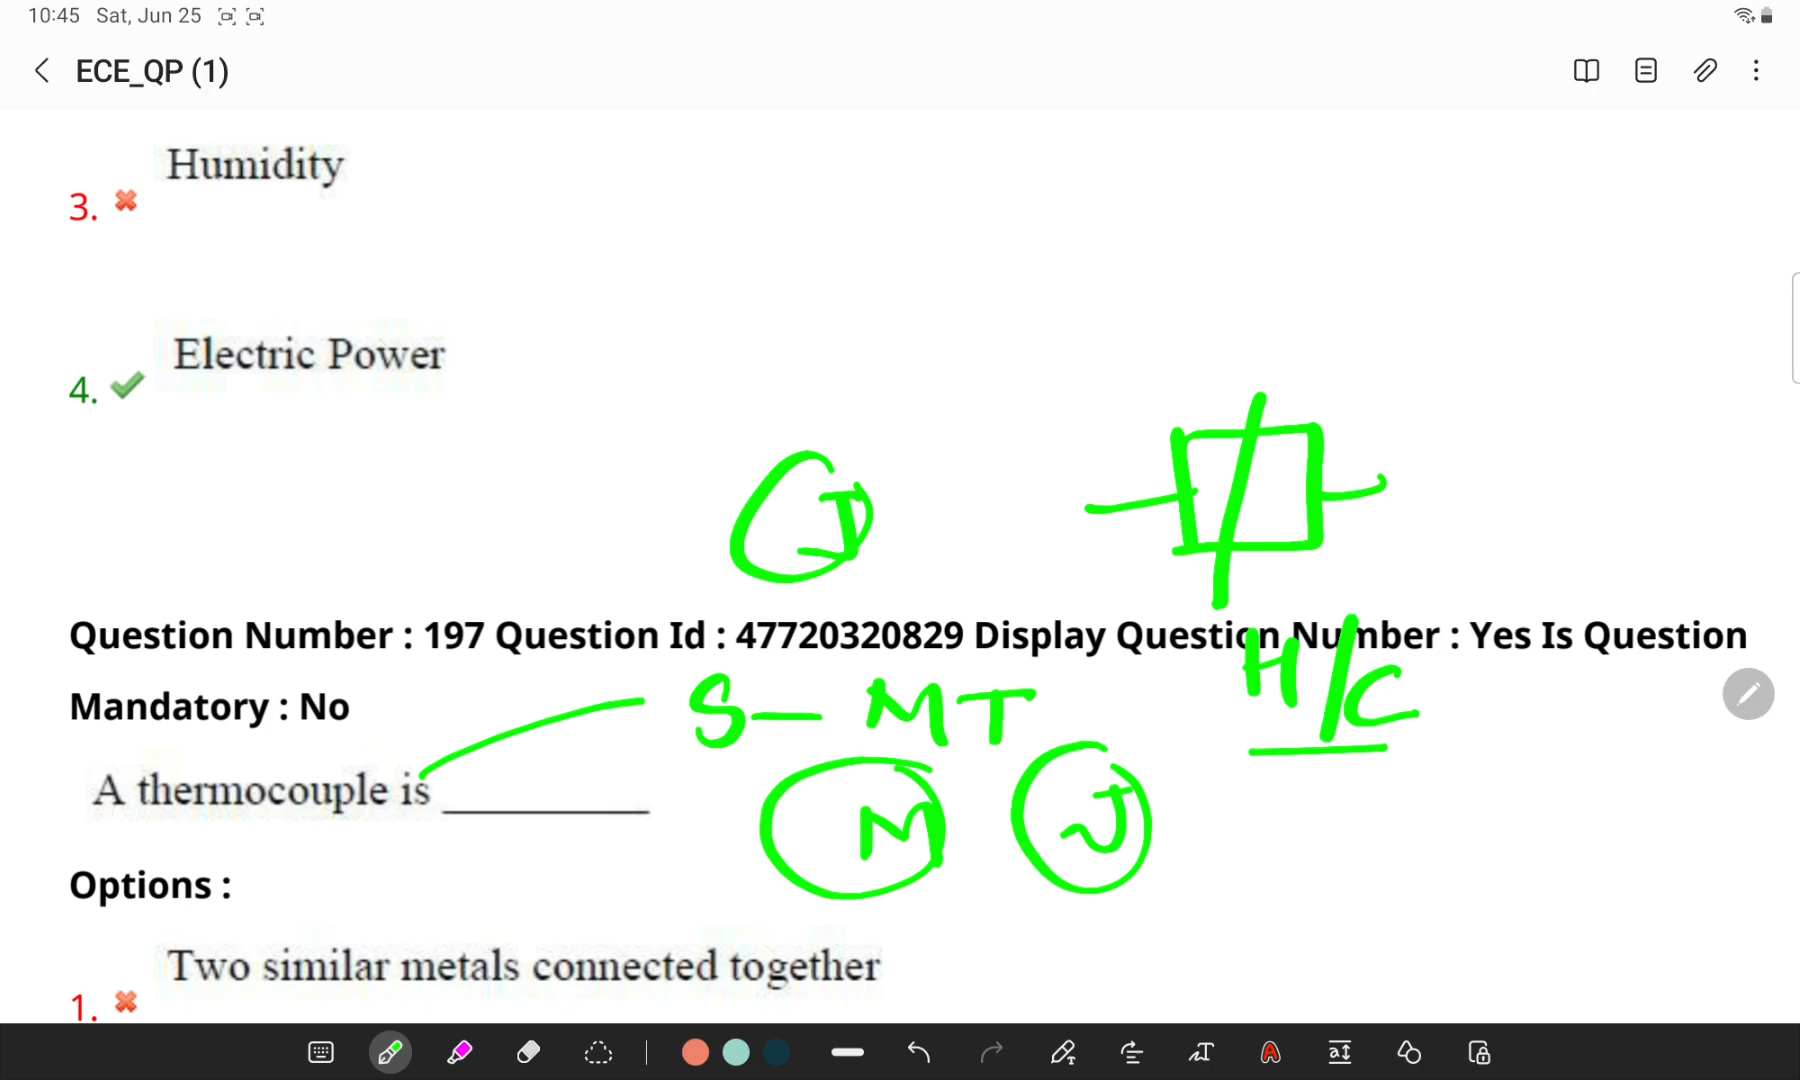 10:45 Sat, Jun 25
ECE_QP (1)
Humidity
3.
Electric Power
4.
J
Question Number : 197 Question Id : 47720320829 Display Question Number : Yes Is Question
H/C
Mandatory : No
S - MT
A thermocouple is ________
M J
Options :
Two similar metals connected together
1.